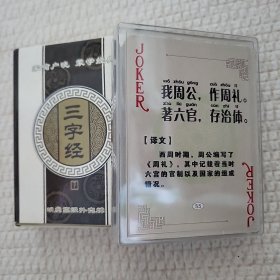 三字经
JOKER
wǒ zhōu gōng zuò zhōu lǐ
我周公，作周礼。
zhù liù guān cún zhì tǐ
著六官，存治体。
【译文】
西周时期，周公编写了
《周礼》，其中记载着当时
六官的官制以及国家的组成
情况。
JOKER